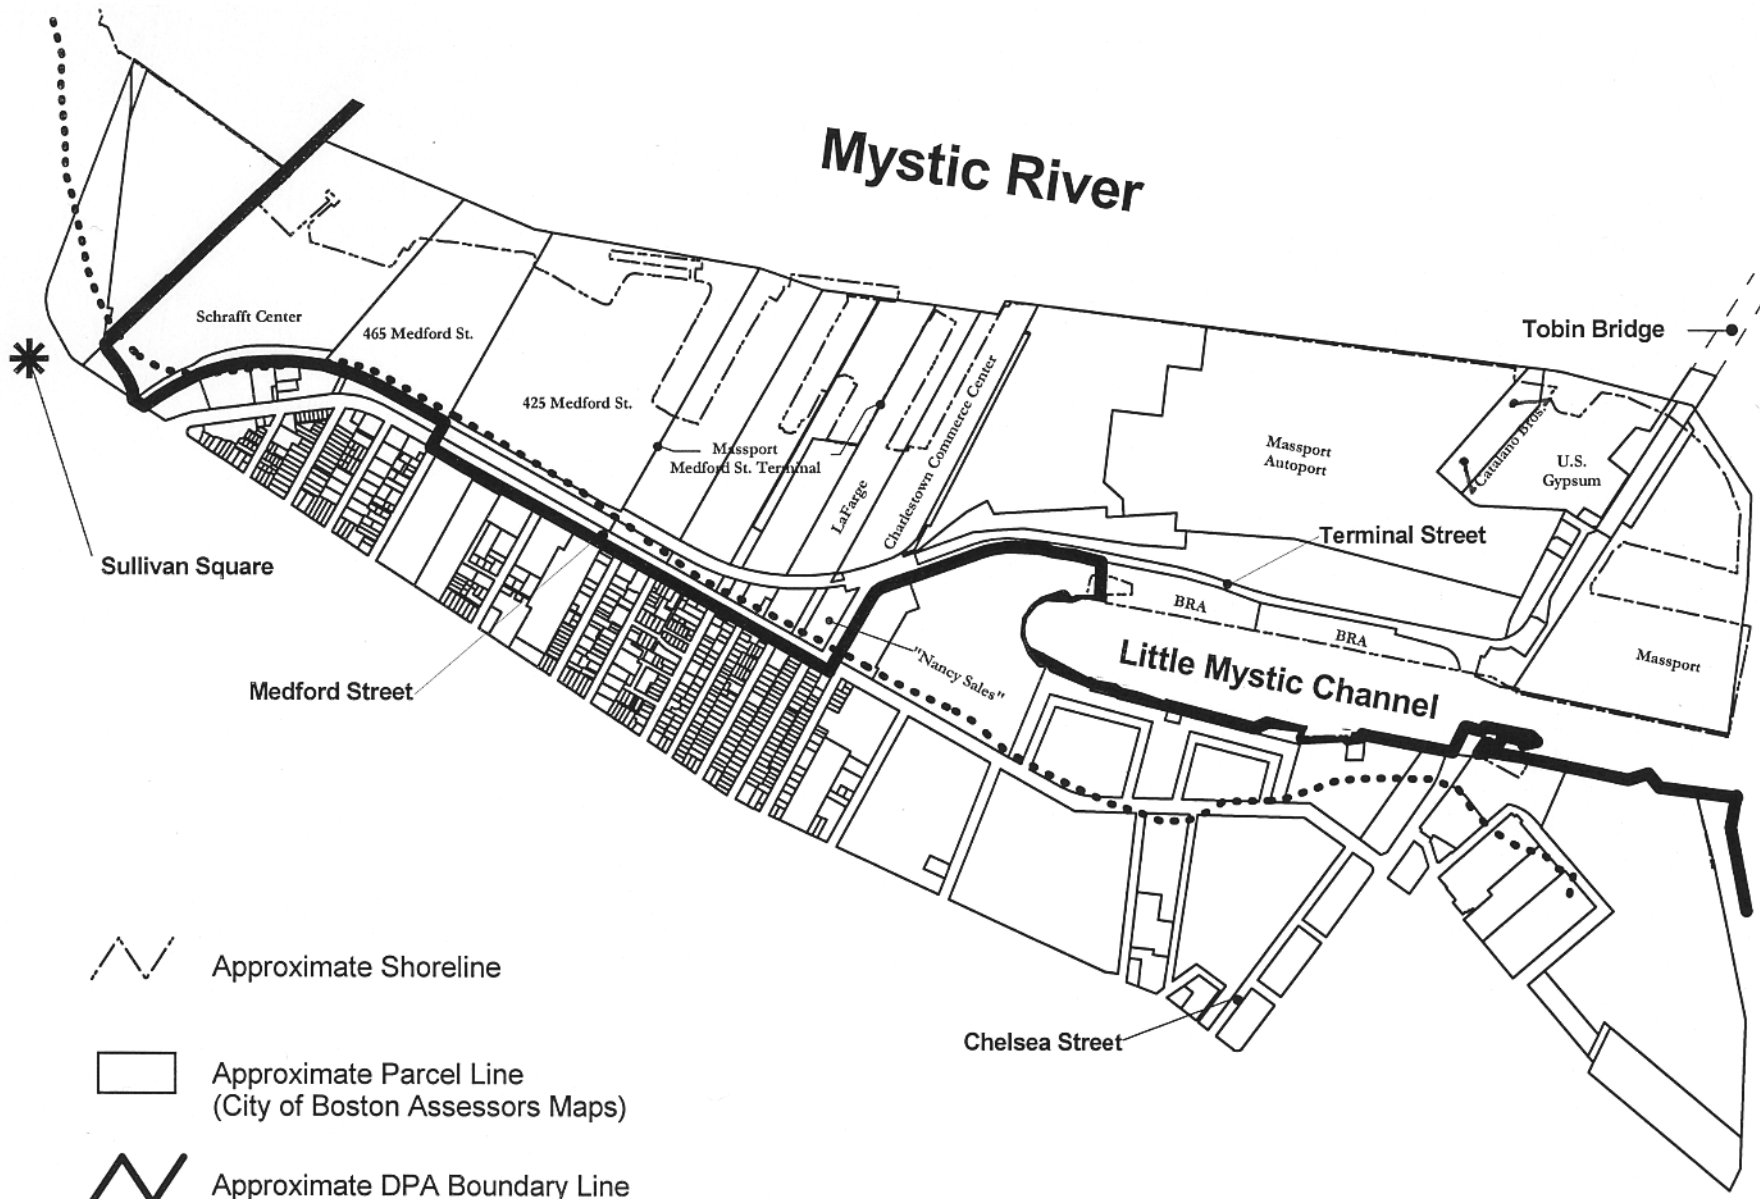 Mystic River
Tobin Bridge
Schrafft Center
465 Medford St.
425 Medford St.
Massport
Medford St. Terminal
LaFarge
Charlestown Commerce Center
Massport
Autoport
Catalano Bros.
U.S.
Gypsum
Terminal Street
Sullivan Square
BRA
BRA
Little Mystic Channel
Massport
"Nancy Sales"
Medford Street
Chelsea Street
Approximate Shoreline
Approximate Parcel Line
(City of Boston Assessors Maps)
Approximate DPA Boundary Line